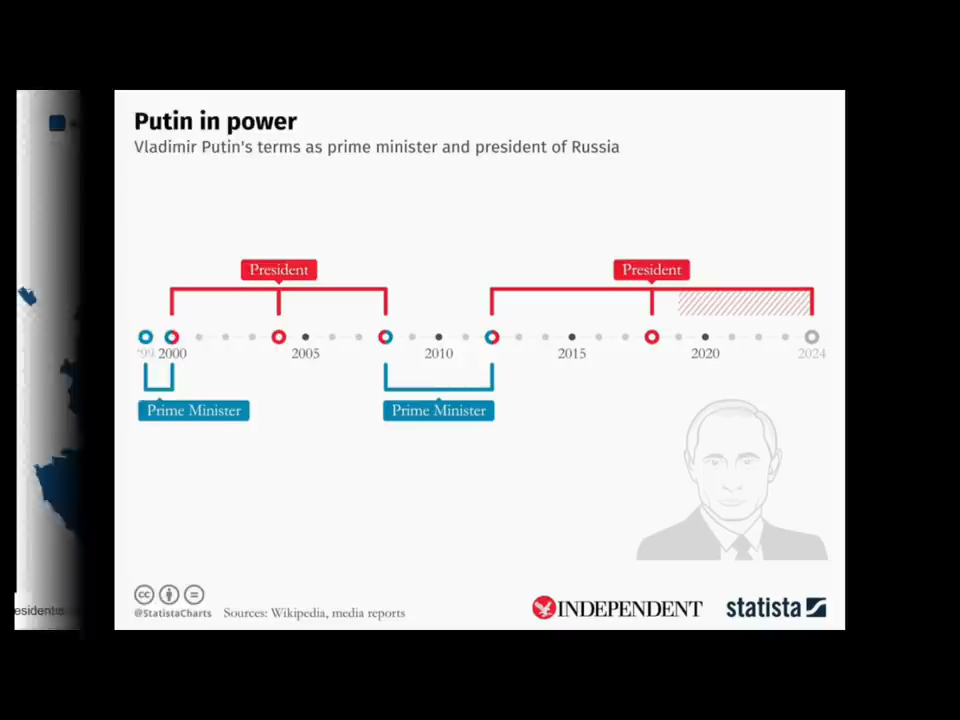 Putin in power
Vladimir Putin's terms as prime minister and president of Russia
President President
'99 2000 2005 2010 2015 2020 2024
Prime Minister Prime Minister
@StatistaCharts Sources: Wikipedia, media reports
INDEPENDENT statista